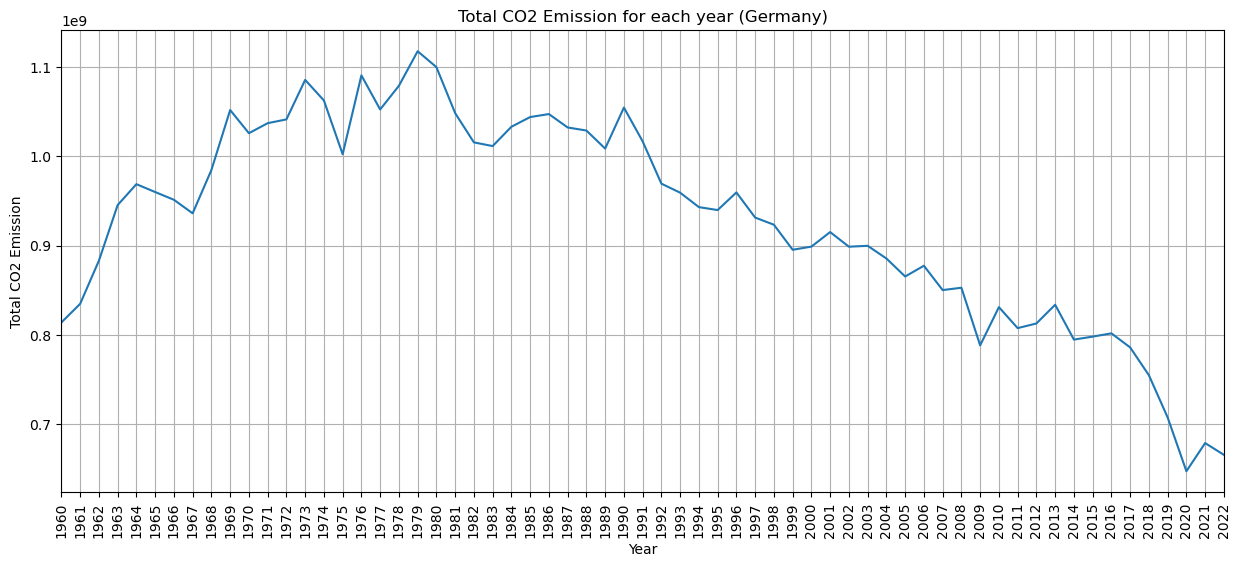 Total CO2 Emission for each year (Germany)
1e9
1.1
1.0
0.9
0.8
0.7
Total CO2 Emission
1960 1961 1962 1963 1964 1965 1966 1967 1968 1969 1970 1971 1972 1973 1974 1975 1976 1977 1978 1979 1980 1981 1982 1983 1984 1985 1986 1987 1988 1989 1990 1991 1992 1993 1994 1995 1996 1997 1998 1999 2000 2001 2002 2003 2004 2005 2006 2007 2008 2009 2010 2011 2012 2013 2014 2015 2016 2017 2018 2019 2020 2021 2022
Year